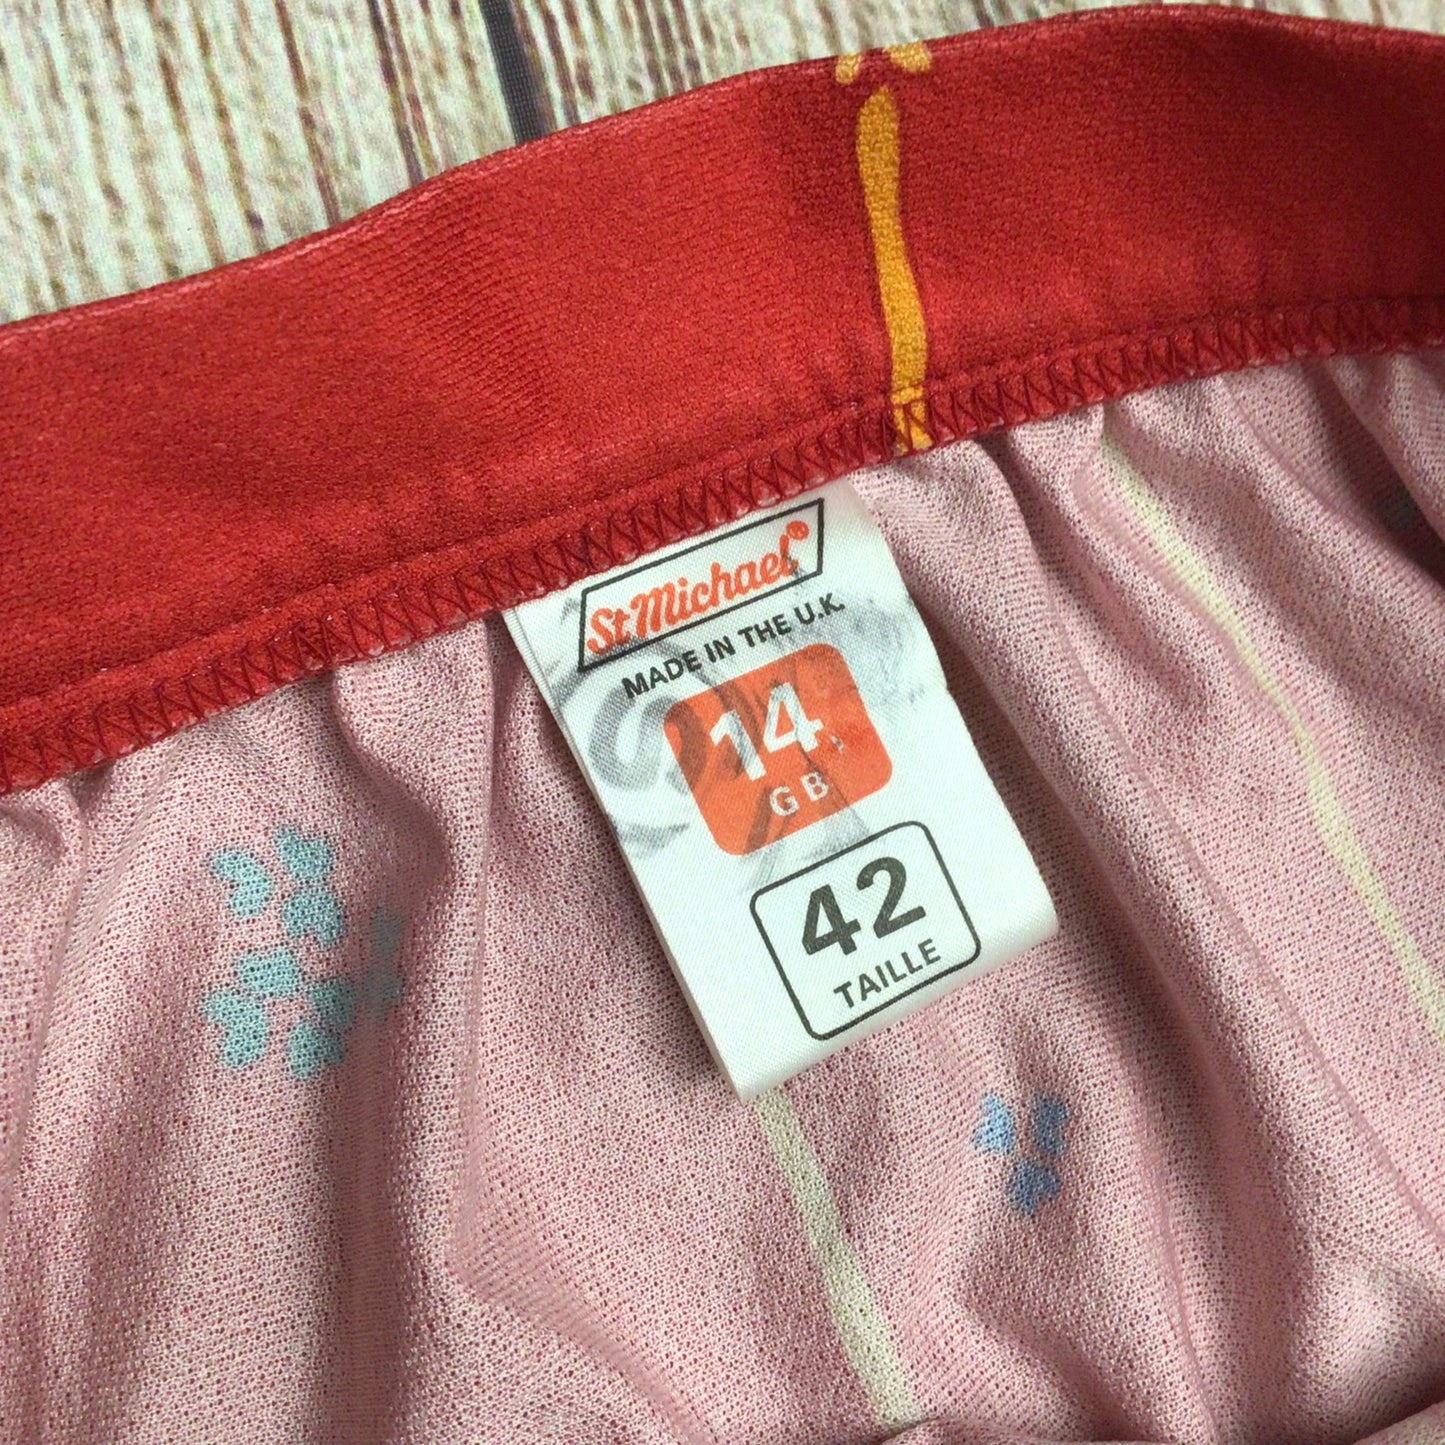 St Michael®
MADE IN THE U.K.
14
GB
42
TAILLE